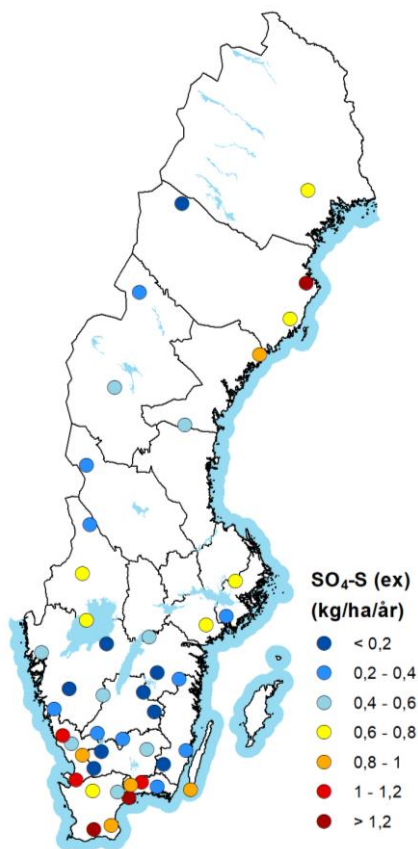 SO₄-S (ex)
(kg/ha/år)
< 0,2
0,2 - 0,4
0,4 - 0,6
0,6 - 0,8
0,8 - 1
1 - 1,2
> 1,2